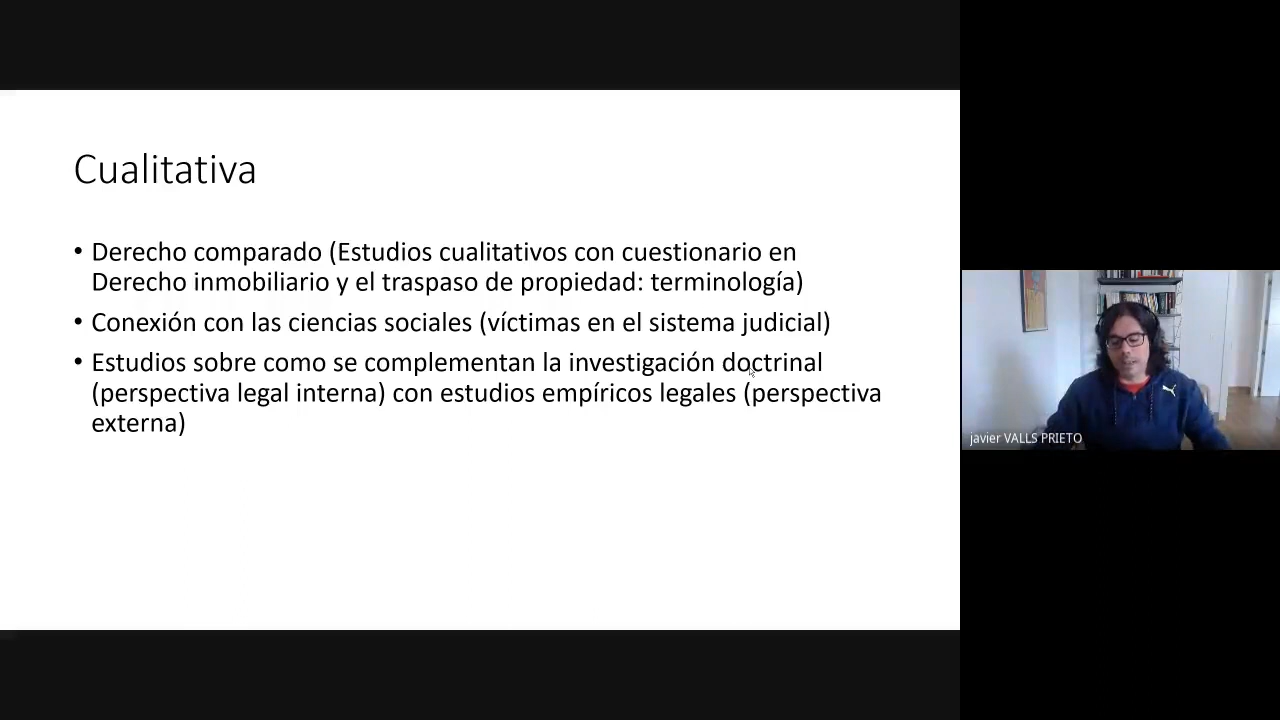 Cualitativa
• Derecho comparado (Estudios cualitativos con cuestionario en
Derecho inmobiliario y el traspaso de propiedad: terminología)
• Conexión con las ciencias sociales (víctimas en el sistema judicial)
• Estudios sobre como se complementan la investigación doctrinal
(perspectiva legal interna) con estudios empíricos legales (perspectiva
externa)
javier VALLS PRIETO